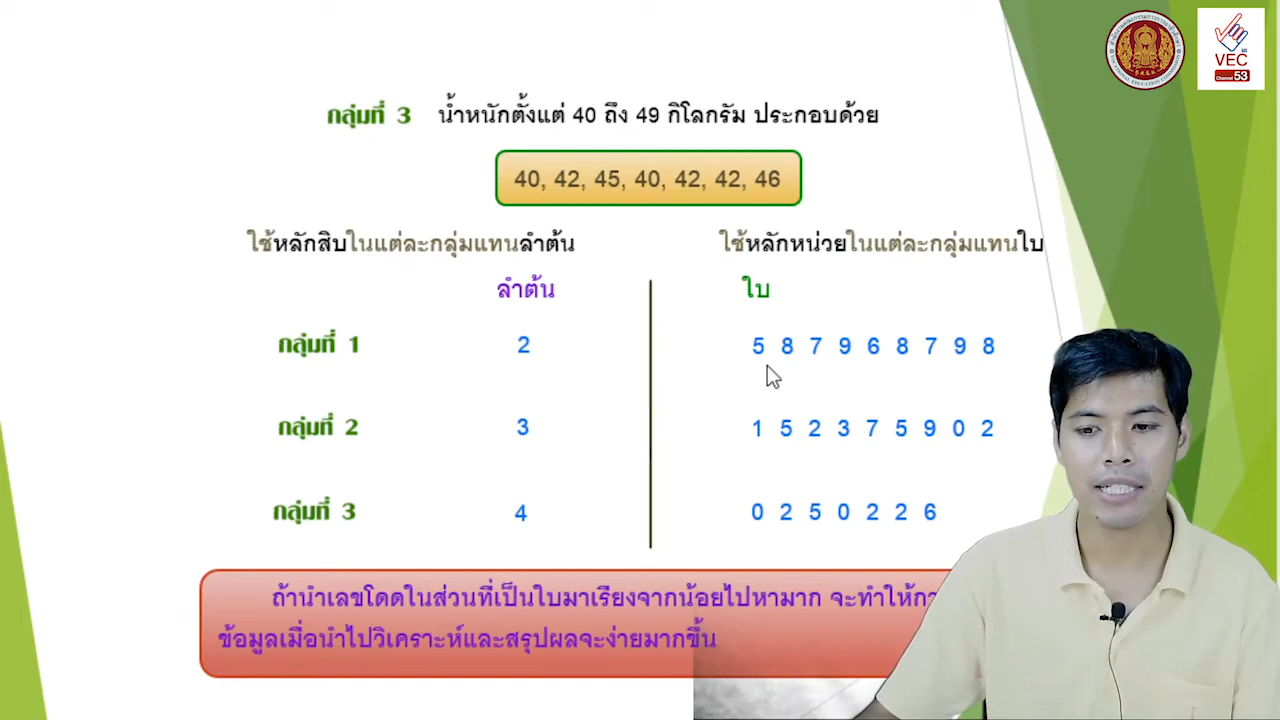 VEC
Channel 53
กลุ่มที่ 3 น้ำหนักตั้งแต่ 40 ถึง 49 กิโลกรัม ประกอบด้วย
40, 42, 45, 40, 42, 42, 46
ใช้หลักสิบในแต่ละกลุ่มแทนลำต้น ใช้หลักหน่วยในแต่ละกลุ่มแทนใบ
ลำต้น ใบ
กลุ่มที่ 1 2 5 8 7 9 6 8 7 9 8
กลุ่มที่ 2 3 1 5 2 3 7 5 9 0 2
กลุ่มที่ 3 4 0 2 5 0 2 2 6
ถ้านำเลขโดดในส่วนที่เป็นใบมาเรียงจากน้อยไปหามาก จะทำให้
ข้อมูลเมื่อนำไปวิเคราะห์และสรุปผลจะง่ายมากขึ้น